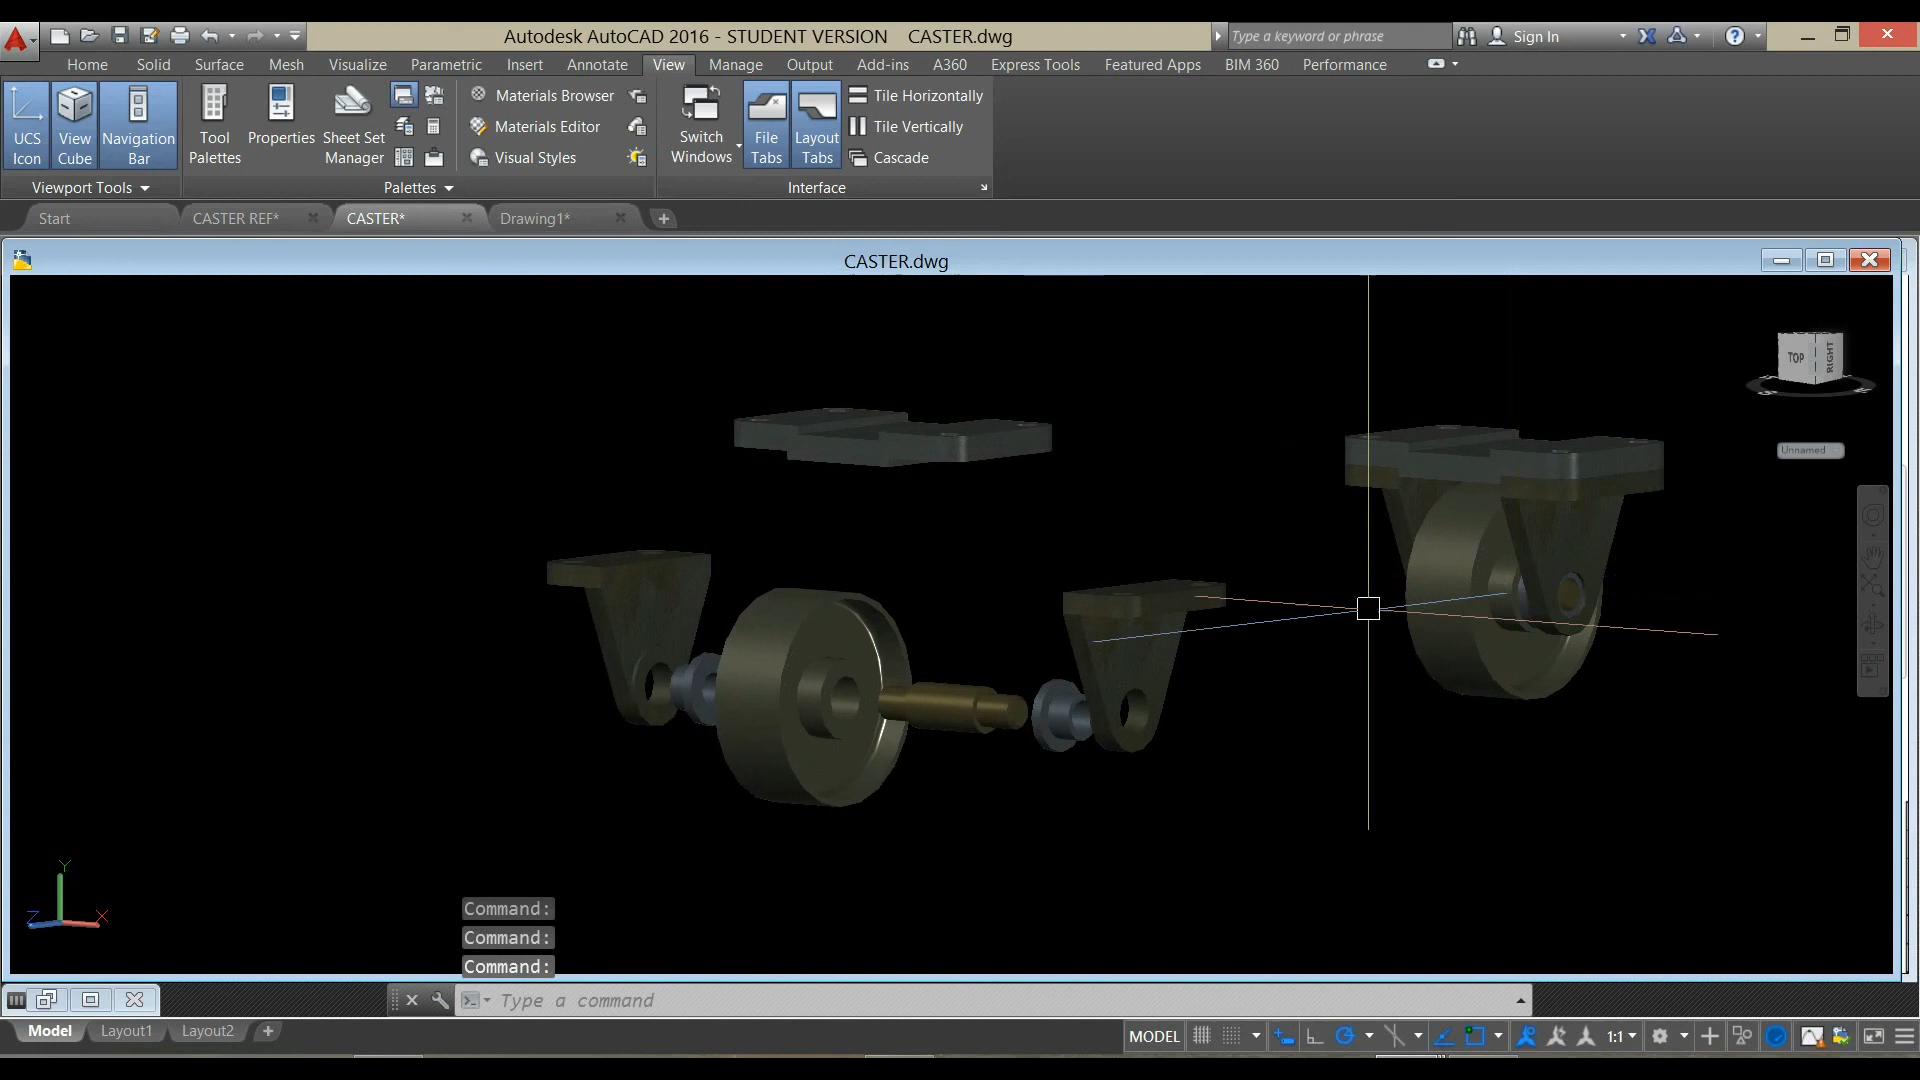 Autodesk AutoCAD 2016 - STUDENT VERSION CASTER.dwg
Type a keyword or phrase
Sign In
Home Solid Surface Mesh Visualize Parametric Insert Annotate View Manage Output Add-ins A360 Express Tools Featured Apps BIM 360 Performance
UCS Icon
View Cube
Navigation Bar
Tool Palettes
Properties
Sheet Set Manager
Materials Browser
Materials Editor
Visual Styles
Switch Windows
File Tabs
Layout Tabs
Tile Horizontally
Tile Vertically
Cascade
Viewport Tools Palettes Interface
Start CASTER REF* CASTER* Drawing1*
CASTER.dwg
TOP
RIGHT
Unnamed
Y
Z
X
Command:
Command:
Command:
Type a command
Model Layout1 Layout2
MODEL 1:1